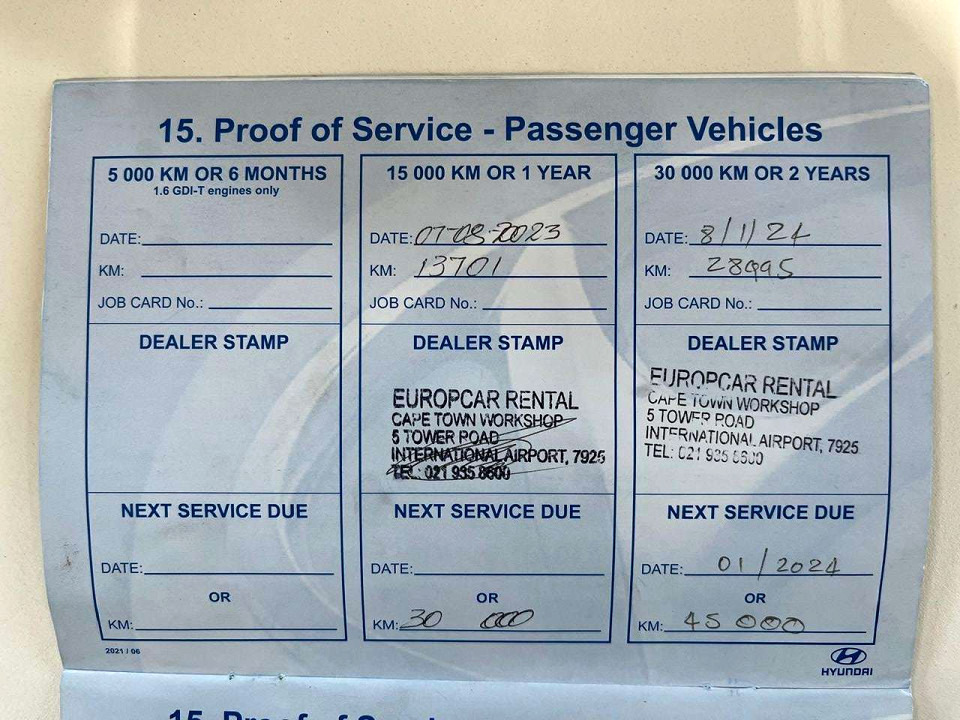 15. Proof of Service - Passenger Vehicles
5 000 KM OR 6 MONTHS
1.6 GDI-T engines only
DATE:
KM:
JOB CARD No.:
DEALER STAMP
NEXT SERVICE DUE
DATE:
OR
KM:
2021 / 06
15 000 KM OR 1 YEAR
DATE: 07-08-2023
KM: 13701
JOB CARD No.:
DEALER STAMP
EUROPCAR RENTAL
CAPE TOWN WORKSHOP
5 TOWER ROAD
INTERNATIONAL AIRPORT, 7925
TEL: 021 935 8600
NEXT SERVICE DUE
DATE:
OR
KM: 30 000
30 000 KM OR 2 YEARS
DATE: 8/1/24
KM: 28995
JOB CARD No.:
DEALER STAMP
EUROPCAR RENTAL
CAPE TOWN WORKSHOP
5 TOWER ROAD
INTERNATIONAL AIRPORT, 7925
TEL: 021 935 8600
NEXT SERVICE DUE
DATE: 01/2024
OR
KM: 45 000
HYUNDAI